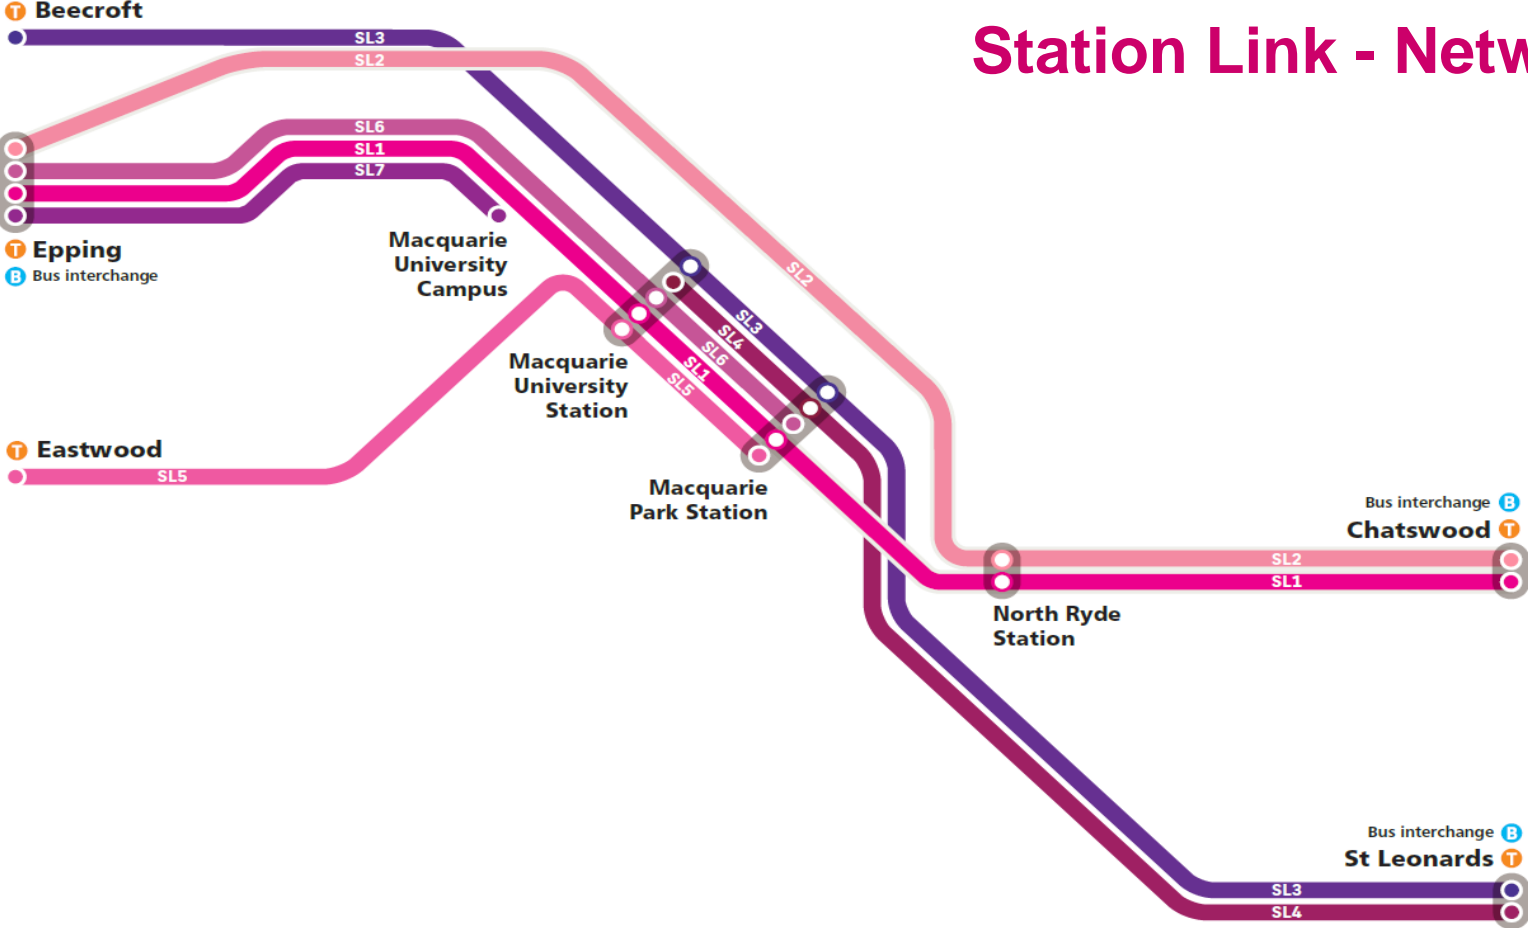 Station Link - Netw
T Beecroft
SL3
SL2
SL6
SL1
SL7
T Epping
B Bus interchange
Macquarie
University
Campus
SL2
SL3
SL4
SL6
SL1
SL5
Macquarie
University
Station
T Eastwood
SL5
Macquarie
Park Station
Bus interchange B
Chatswood T
SL2
SL1
North Ryde
Station
Bus interchange B
St Leonards T
SL3
SL4